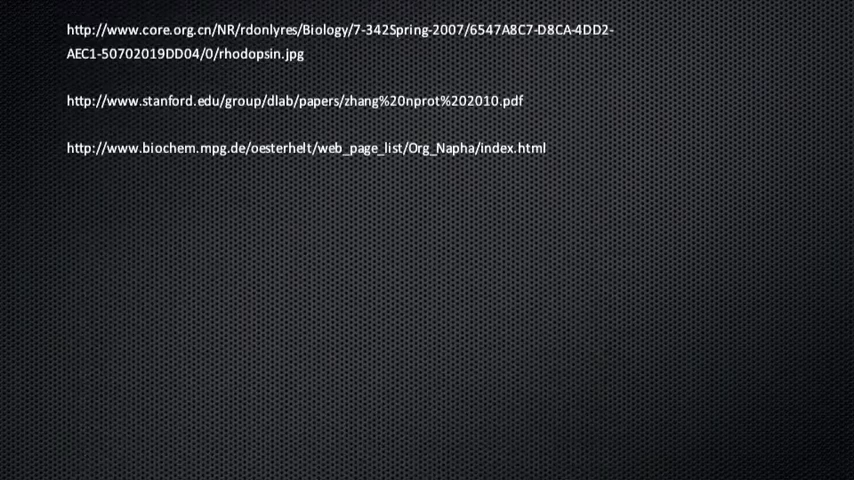 http://www.core.org.cn/NR/rdonlyres/Biology/7-342Spring-2007/6547A8C7-D8CA-4DD2-
AEC1-50702019DD04/0/rhodopsin.jpg
http://www.stanford.edu/group/dlab/papers/zhang%20nprot%202010.pdf
http://www.biochem.mpg.de/oesterhelt/web_page_list/Org_Napha/index.html